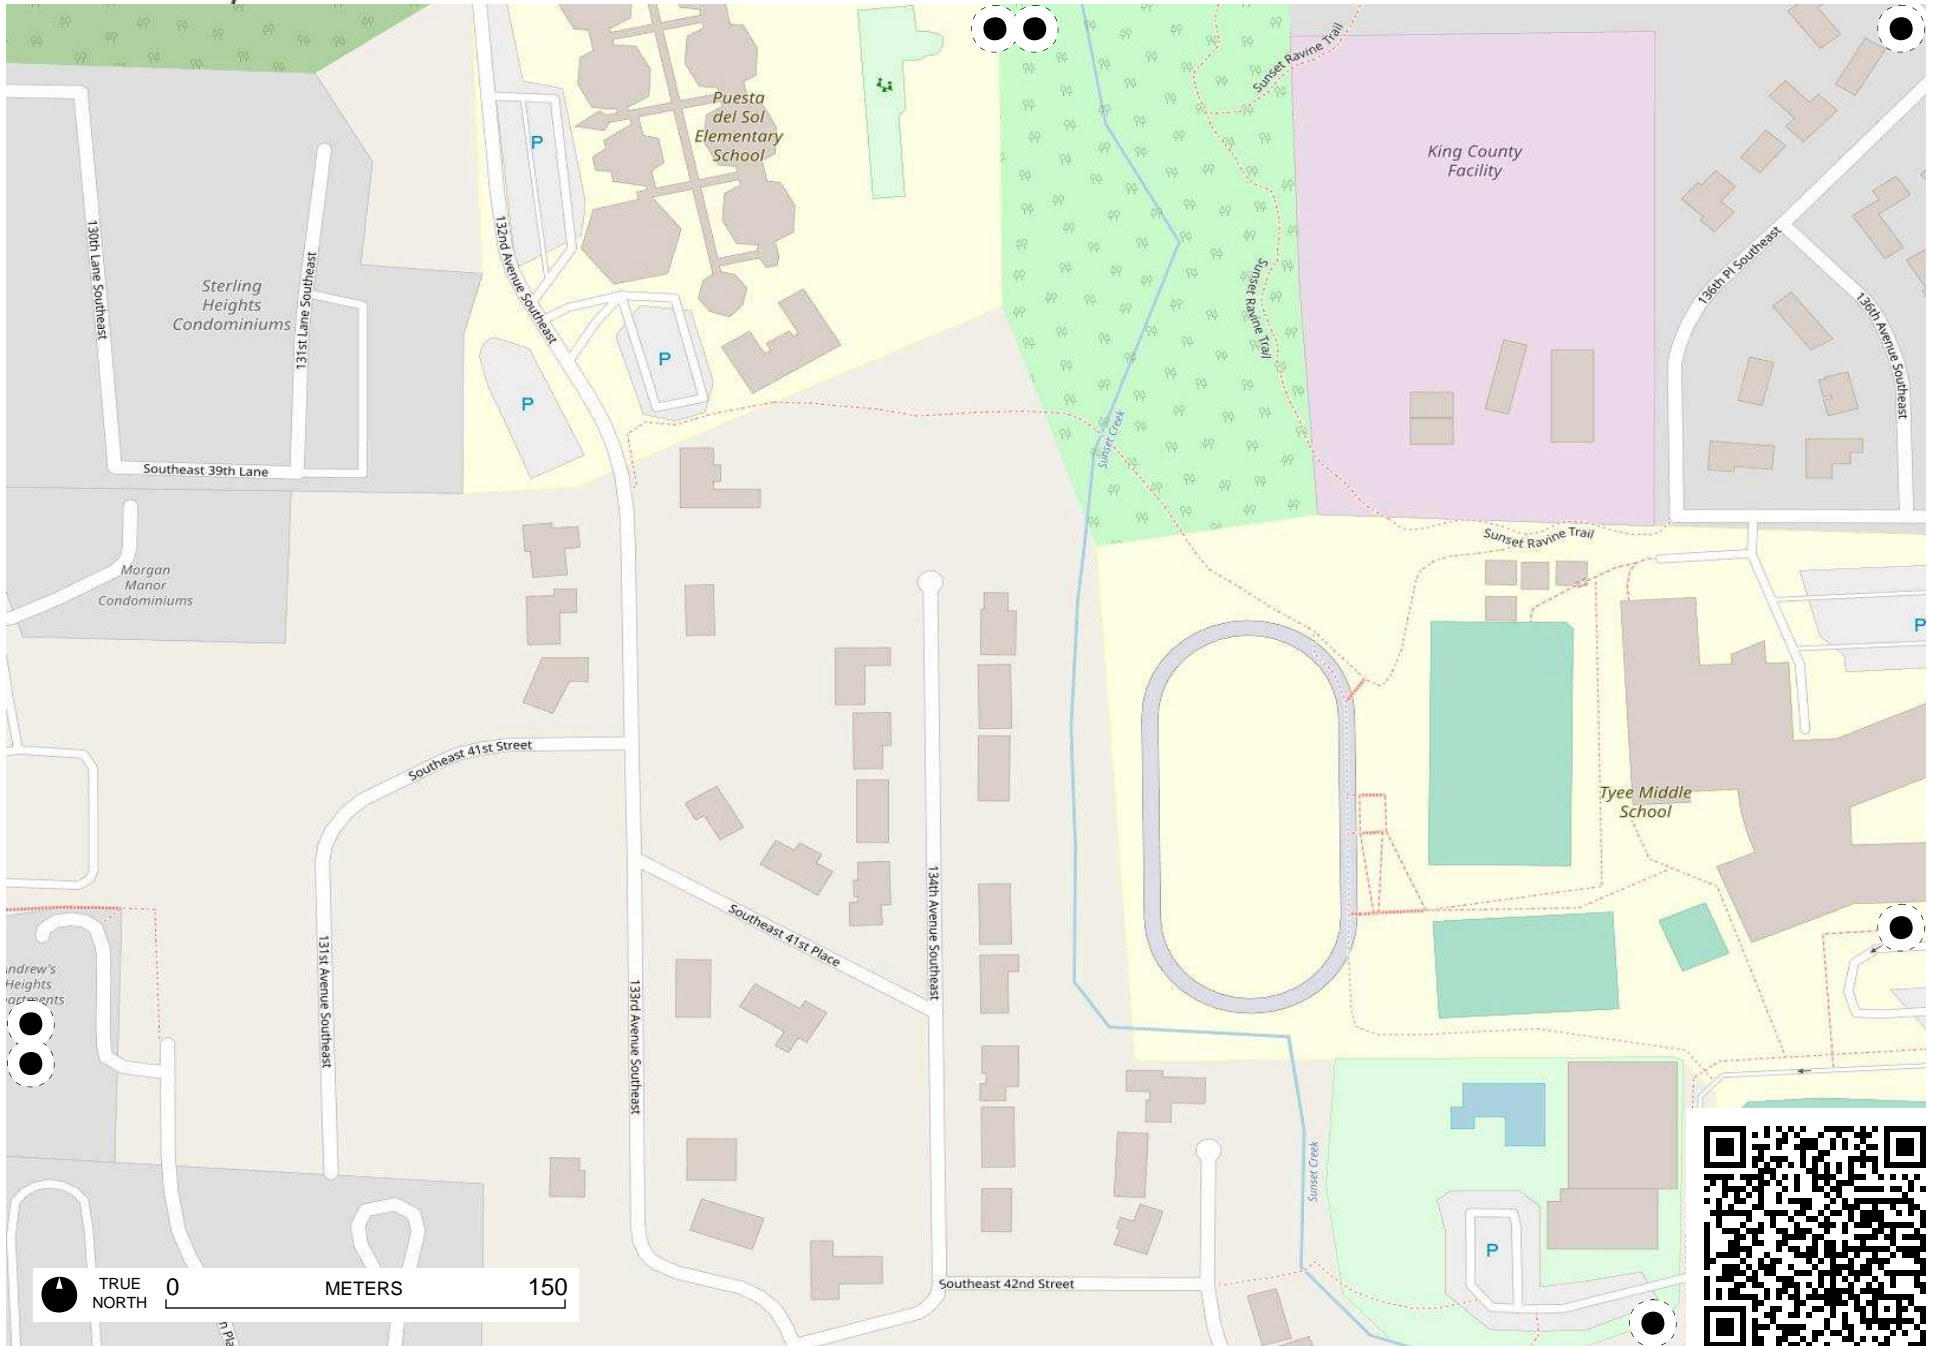 Puesta
del Sol
Elementary
School
P
Sunset Ravine Trail
King County
Facility
132nd Avenue Southeast
130th Lane Southeast
131st Lane Southeast
Sterling
Heights
Condominiums
136th Pl Southeast
136th Avenue Southeast
Sunset Ravine Trail
P
P
Sunset Creek
Southeast 39th Lane
Sunset Ravine Trail
Morgan
Manor
Condominiums
P
Southeast 41st Street
Tyee Middle
School
Southeast 41st Place
134th Avenue Southeast
131st Avenue Southeast
133rd Avenue Southeast
ndrew's
Heights
Sunset Creek
P
Southeast 42nd Street
TRUE
NORTH
0 METERS 150